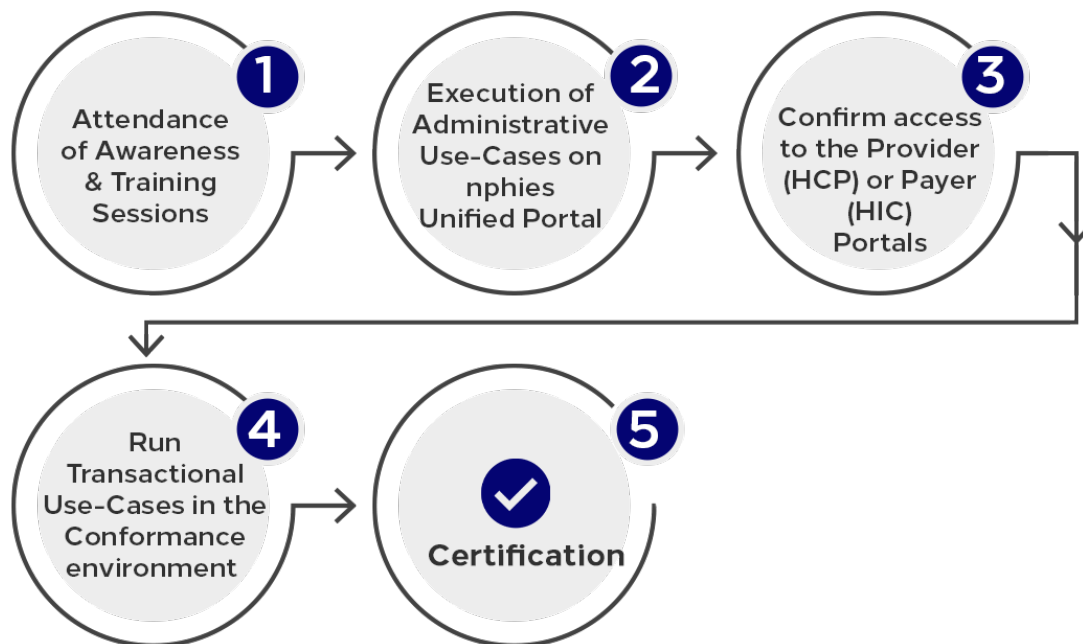 1
Attendance
of Awareness
& Training
Sessions
2
Execution of
Administrative
Use-Cases on
nphies
Unified Portal
3
Confirm access
to the Provider
(HCP) or Payer
(HIC)
Portals
4
Run
Transactional
Use-Cases in the
Conformance
environment
5
Certification